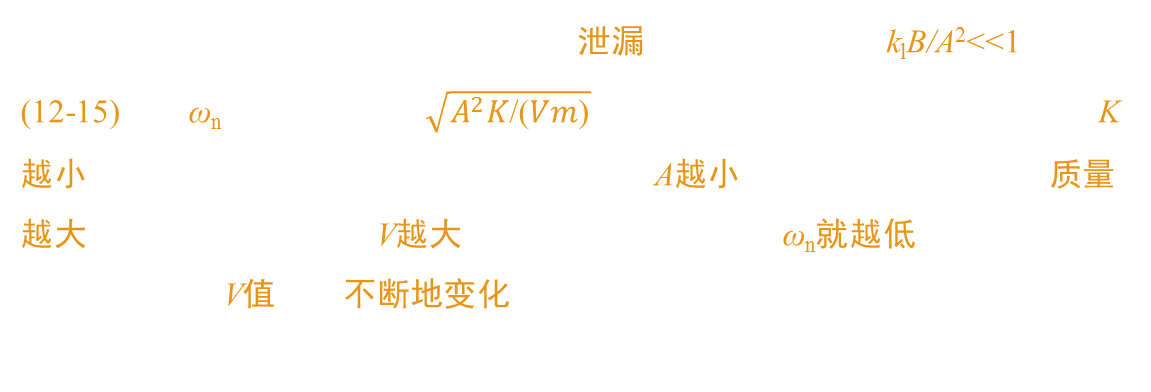 泄漏 k₁B/A²<<1
(12-15) ωₙ √(A²K/(Vm)) K
越小 A越小 质量
越大 V越大 ωₙ就越低
V值 不断地变化